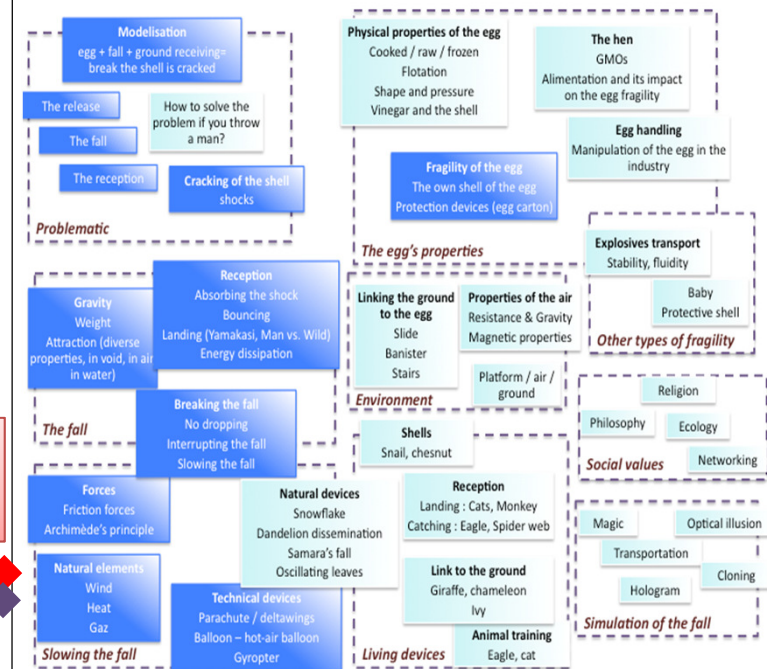 Modelisation
egg + fall + ground receiving=
break the shell is cracked
The release
The fall
The reception
How to solve the
problem if you throw
a man?
Cracking of the shell
shocks
Problematic
Physical properties of the egg
Cooked / raw / frozen
Flotation
Shape and pressure
Vinegar and the shell
The hen
GMOs
Alimentation and its impact
on the egg fragility
Egg handling
Manipulation of the egg in the
industry
Fragility of the egg
The own shell of the egg
Protection devices (egg carton)
The egg's properties
Explosives transport
Stability, fluidity
Baby
Protective shell
Other types of fragility
Gravity
Weight
Attraction (diverse
properties, in void, in air
in water)
Reception
Absorbing the shock
Bouncing
Landing (Yamakasi, Man vs. Wild)
Energy dissipation
Breaking the fall
No dropping
Interrupting the fall
Slowing the fall
The fall
Linking the ground
to the egg
Slide
Banister
Stairs
Properties of the air
Resistance & Gravity
Magnetic properties
Platform / air /
ground
Environment
Religion
Philosophy
Ecology
Networking
Social values
Forces
Friction forces
Archimède's principle
Natural elements
Wind
Heat
Gaz
Natural devices
Snowflake
Dandelion dissemination
Samara's fall
Oscillating leaves
Technical devices
Parachute / deltawings
Balloon – hot-air balloon
Gyropter
Slowing the fall
Shells
Snail, chesnut
Reception
Landing : Cats, Monkey
Catching : Eagle, Spider web
Link to the ground
Giraffe, chameleon
Ivy
Animal training
Eagle, cat
Living devices
Magic
Optical illusion
Transportation
Cloning
Hologram
Simulation of the fall